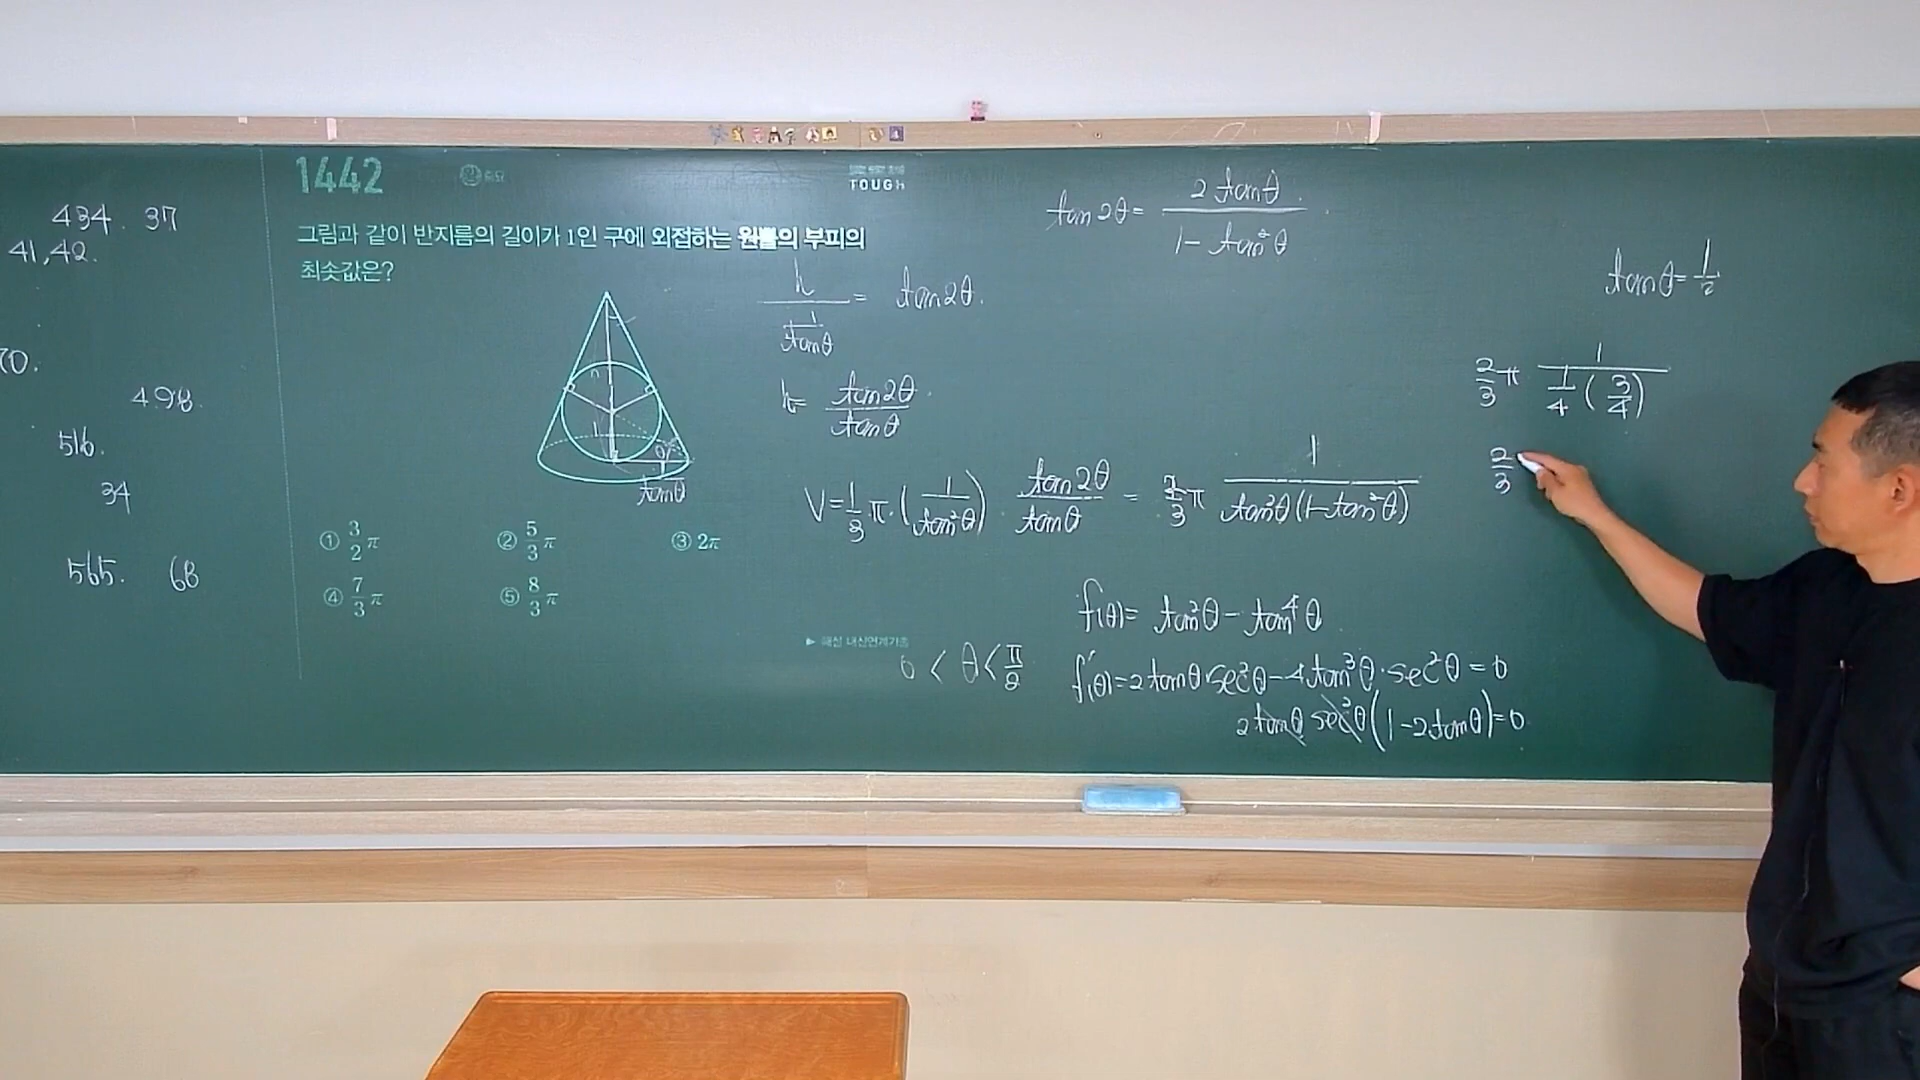 434. 37
41,42.
70.
498.
516.
34
565. 68
1442
TOUGH
그림과 같이 반지름의 길이가 1인 구에 외접하는 원뿔의 부피의
최솟값은?
θ
1/tanθ
① 3/2 π ② 5/3 π ③ 2π
④ 7/3 π ⑤ 8/3 π
h/(1/tanθ) = tan2θ.
h= tan2θ/tanθ
tan2θ= 2tanθ/(1-tan²θ)
V=1/3 π·(1/tan²θ) tan2θ/tanθ = 2/3 π 1/(tan²θ(1-tan²θ))
f(θ)= tan²θ-tan⁴θ
0<θ<π/2
f'(θ)=2tanθ·sec²θ-4tan³θ·sec²θ=0
2tanθ sec²θ(1-2tanθ)=0
tanθ=1/2
2/3 π 1/(1/4(3/4))
2/3